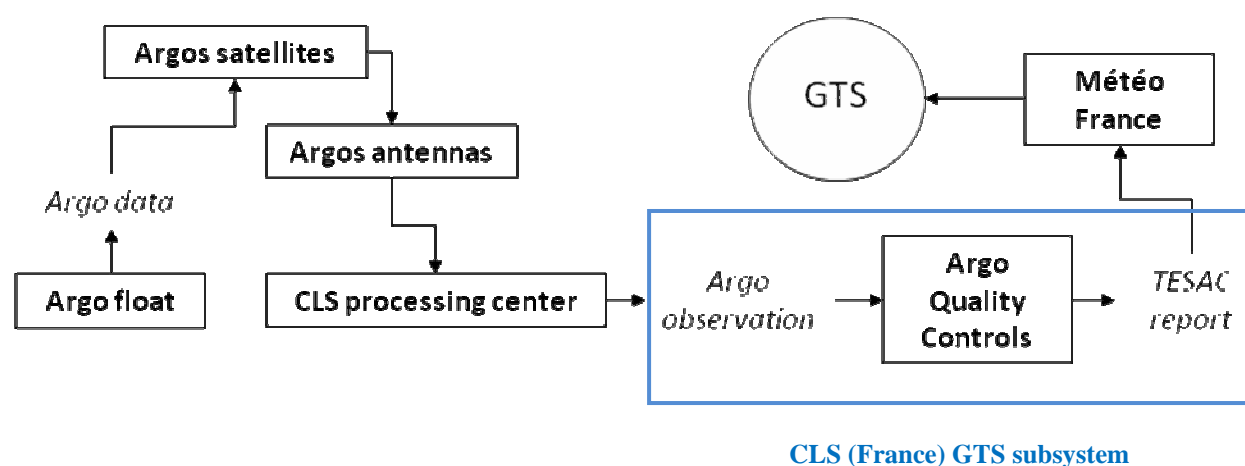 Argos satellites
Argos antennas
Argo data
Argo float
CLS processing center
Argo
observation
Argo
Quality
Controls
TESAC
report
Météo
France
GTS
CLS (France) GTS subsystem